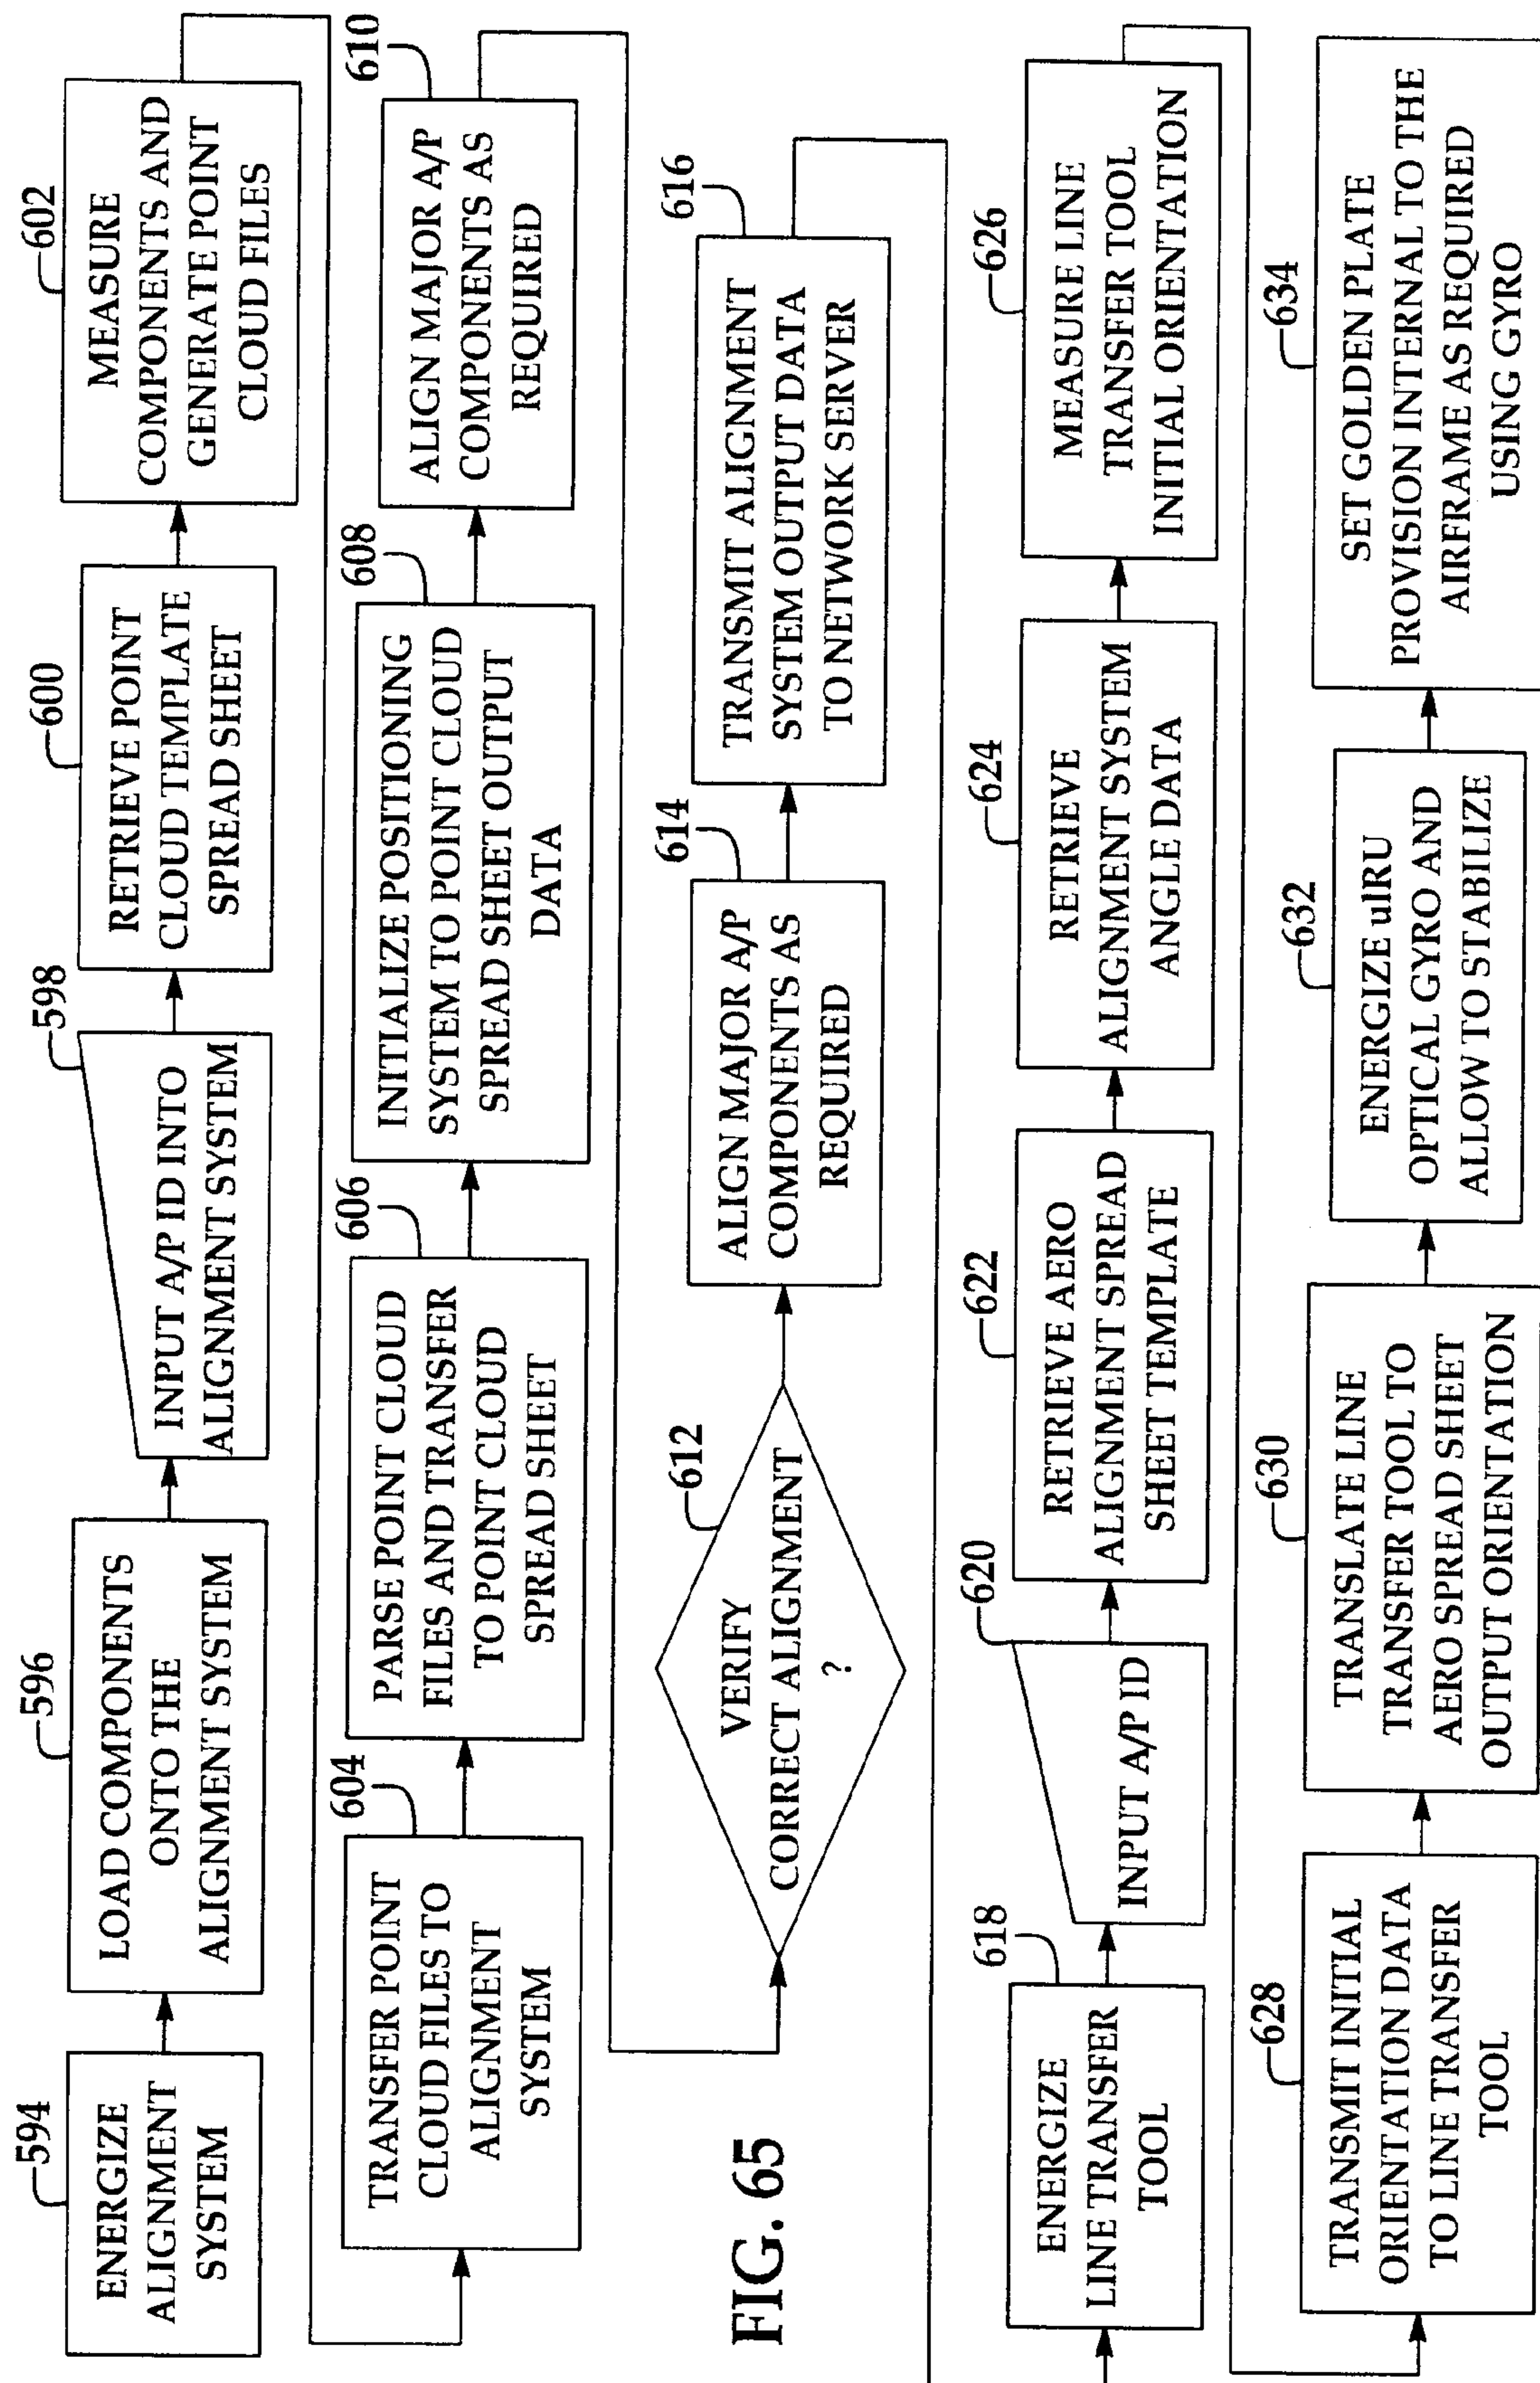 594
ENERGIZE
ALIGNMENT
SYSTEM
596
LOAD COMPONENTS
ONTO THE
ALIGNMENT SYSTEM
598
INPUT A/P ID INTO
ALIGNMENT SYSTEM
600
RETRIEVE POINT
CLOUD TEMPLATE
SPREAD SHEET
602
MEASURE
COMPONENTS AND
GENERATE POINT
CLOUD FILES
604
TRANSFER POINT
CLOUD FILES TO
ALIGNMENT
SYSTEM
606
PARSE POINT CLOUD
FILES AND TRANSFER
TO POINT CLOUD
SPREAD SHEET
608
INITIALIZE POSITIONING
SYSTEM TO POINT CLOUD
SPREAD SHEET OUTPUT
DATA
610
ALIGN MAJOR A/P
COMPONENTS AS
REQUIRED
612
VERIFY
CORRECT ALIGNMENT
?
614
ALIGN MAJOR A/P
COMPONENTS AS
REQUIRED
616
TRANSMIT ALIGNMENT
SYSTEM OUTPUT DATA
TO NETWORK SERVER
FIG. 65
618
ENERGIZE
LINE TRANSFER
TOOL
620
INPUT A/P ID
622
RETRIEVE AERO
ALIGNMENT SPREAD
SHEET TEMPLATE
624
RETRIEVE
ALIGNMENT SYSTEM
ANGLE DATA
626
MEASURE LINE
TRANSFER TOOL
INITIAL ORIENTATION
628
TRANSMIT INITIAL
ORIENTATION DATA
TO LINE TRANSFER
TOOL
630
TRANSLATE LINE
TRANSFER TOOL TO
AERO SPREAD SHEET
OUTPUT ORIENTATION
632
ENERGIZE uIRU
OPTICAL GYRO AND
ALLOW TO STABILIZE
634
SET GOLDEN PLATE
PROVISION INTERNAL TO THE
AIRFRAME AS REQUIRED
USING GYRO